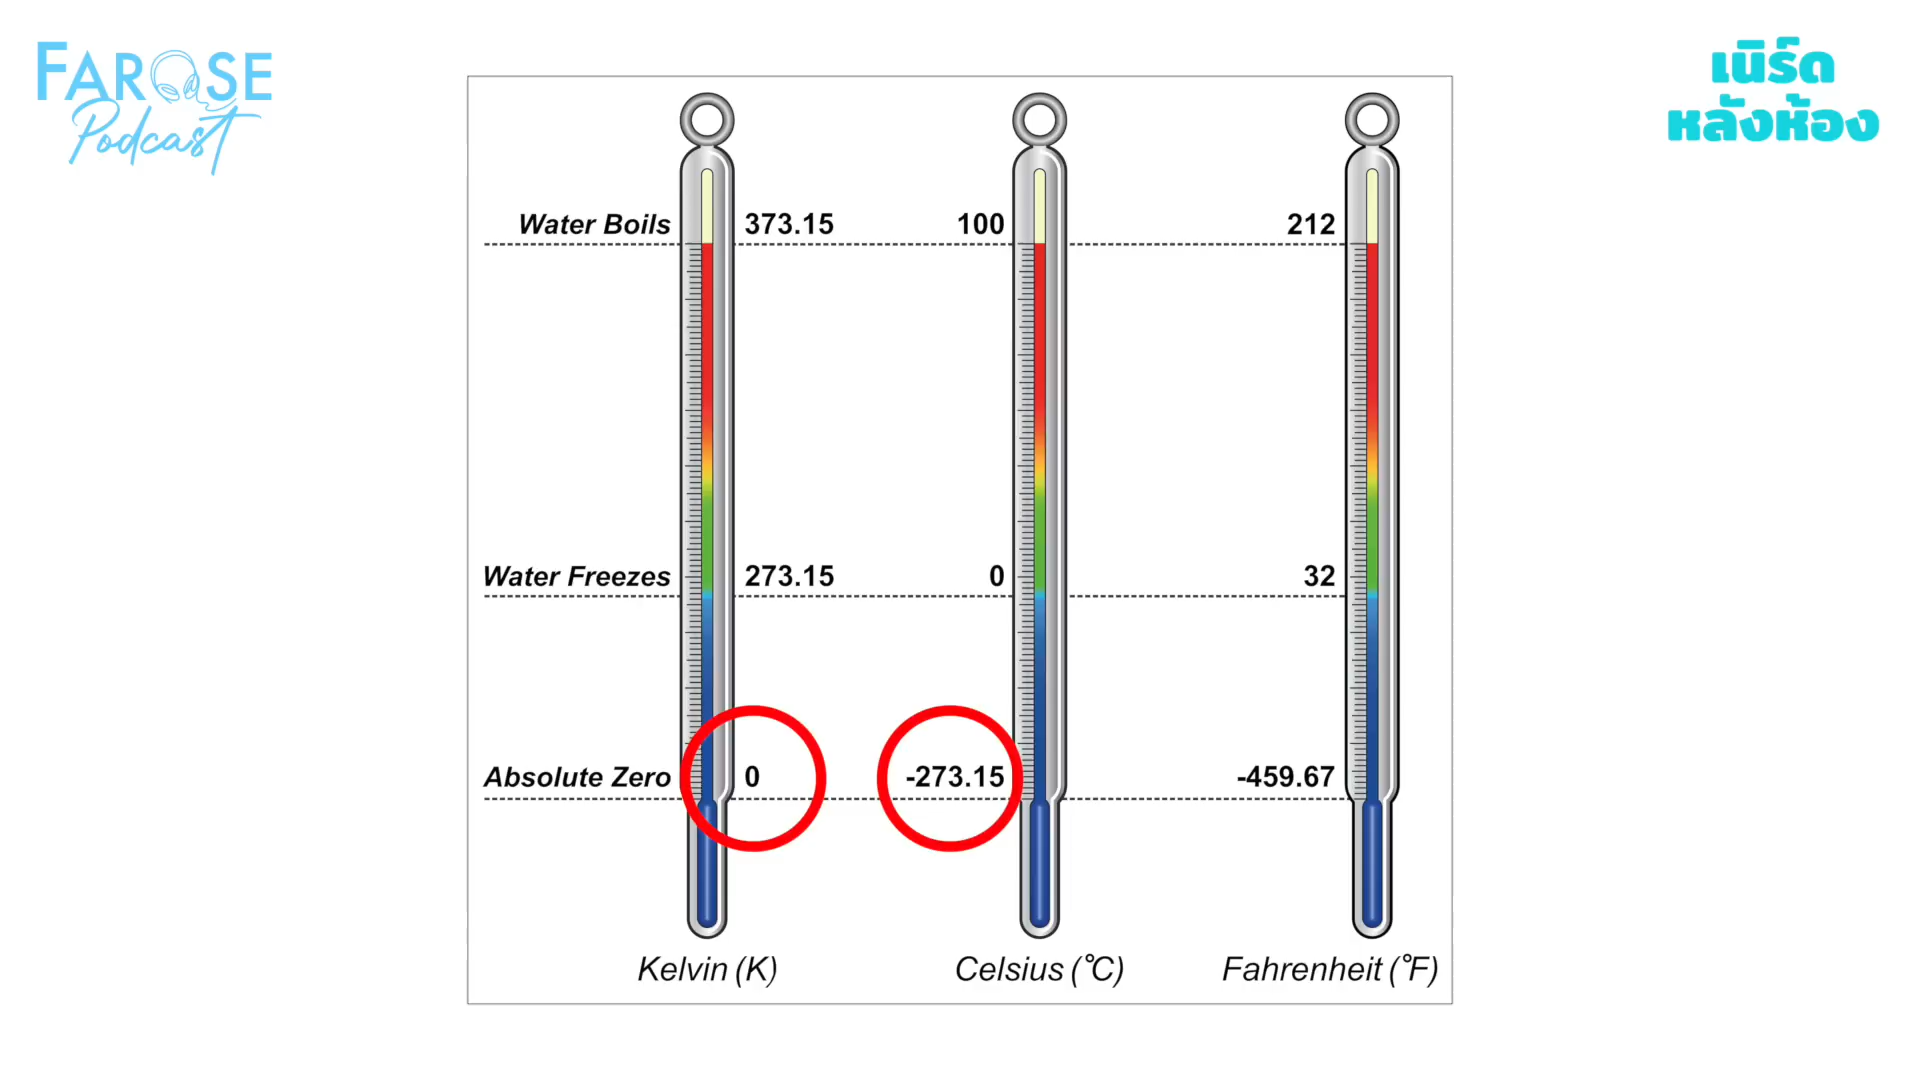 FAROSE
Podcast
เนิร์ด
หลังห้อง
Water Boils 373.15 100 212
Water Freezes 273.15 0 32
Absolute Zero 0 -273.15 -459.67
Kelvin (K) Celsius (°C) Fahrenheit (°F)